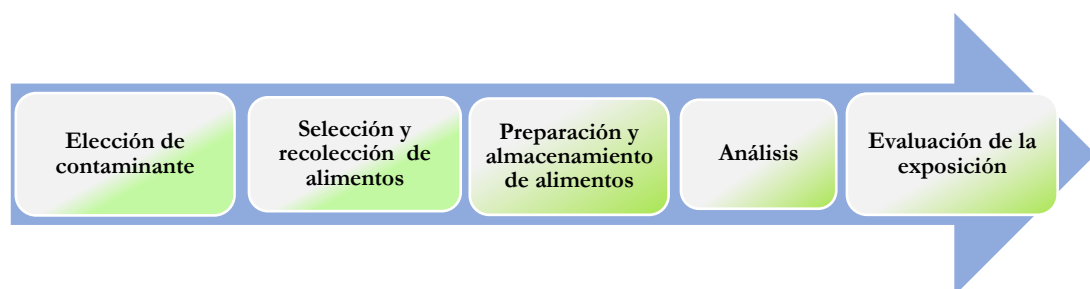 Elección de
contaminante
Selección y
recolección de
alimentos
Preparación y
almacenamiento
de alimentos
Análisis
Evaluación de la
exposición